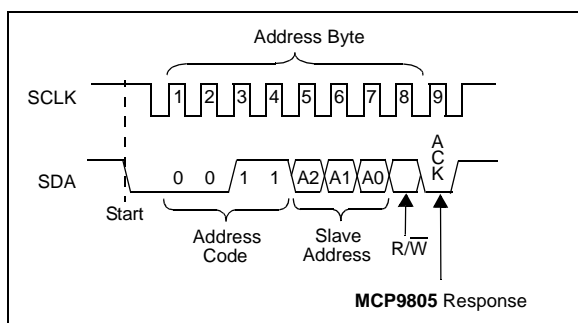 Address Byte
SCLK 1 2 3 4 5 6 7 8 9
SDA 0 0 1 1 A2 A1 A0 ACK
Start
Address Code
Slave Address
R/W̅
MCP9805 Response